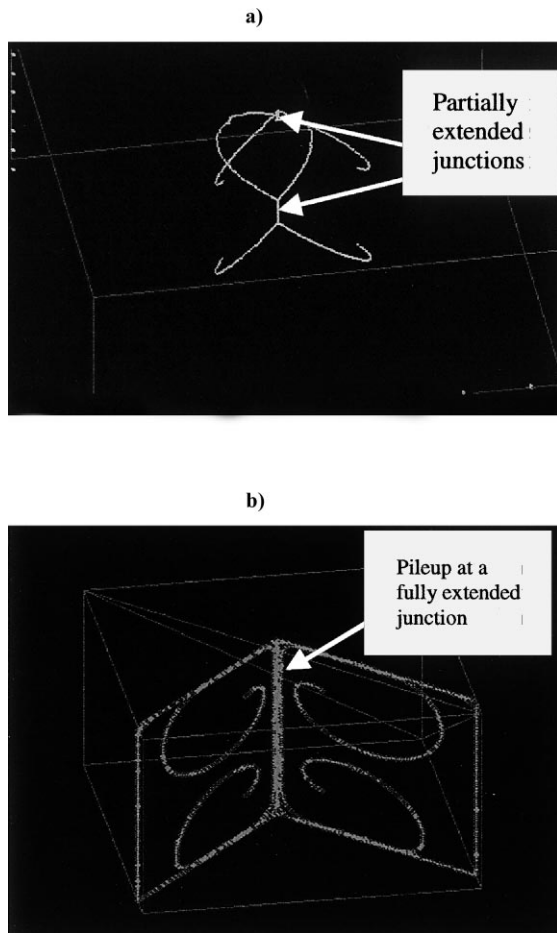 a)
Partially
extended
junctions
b)
Pileup at a
fully extended
junction